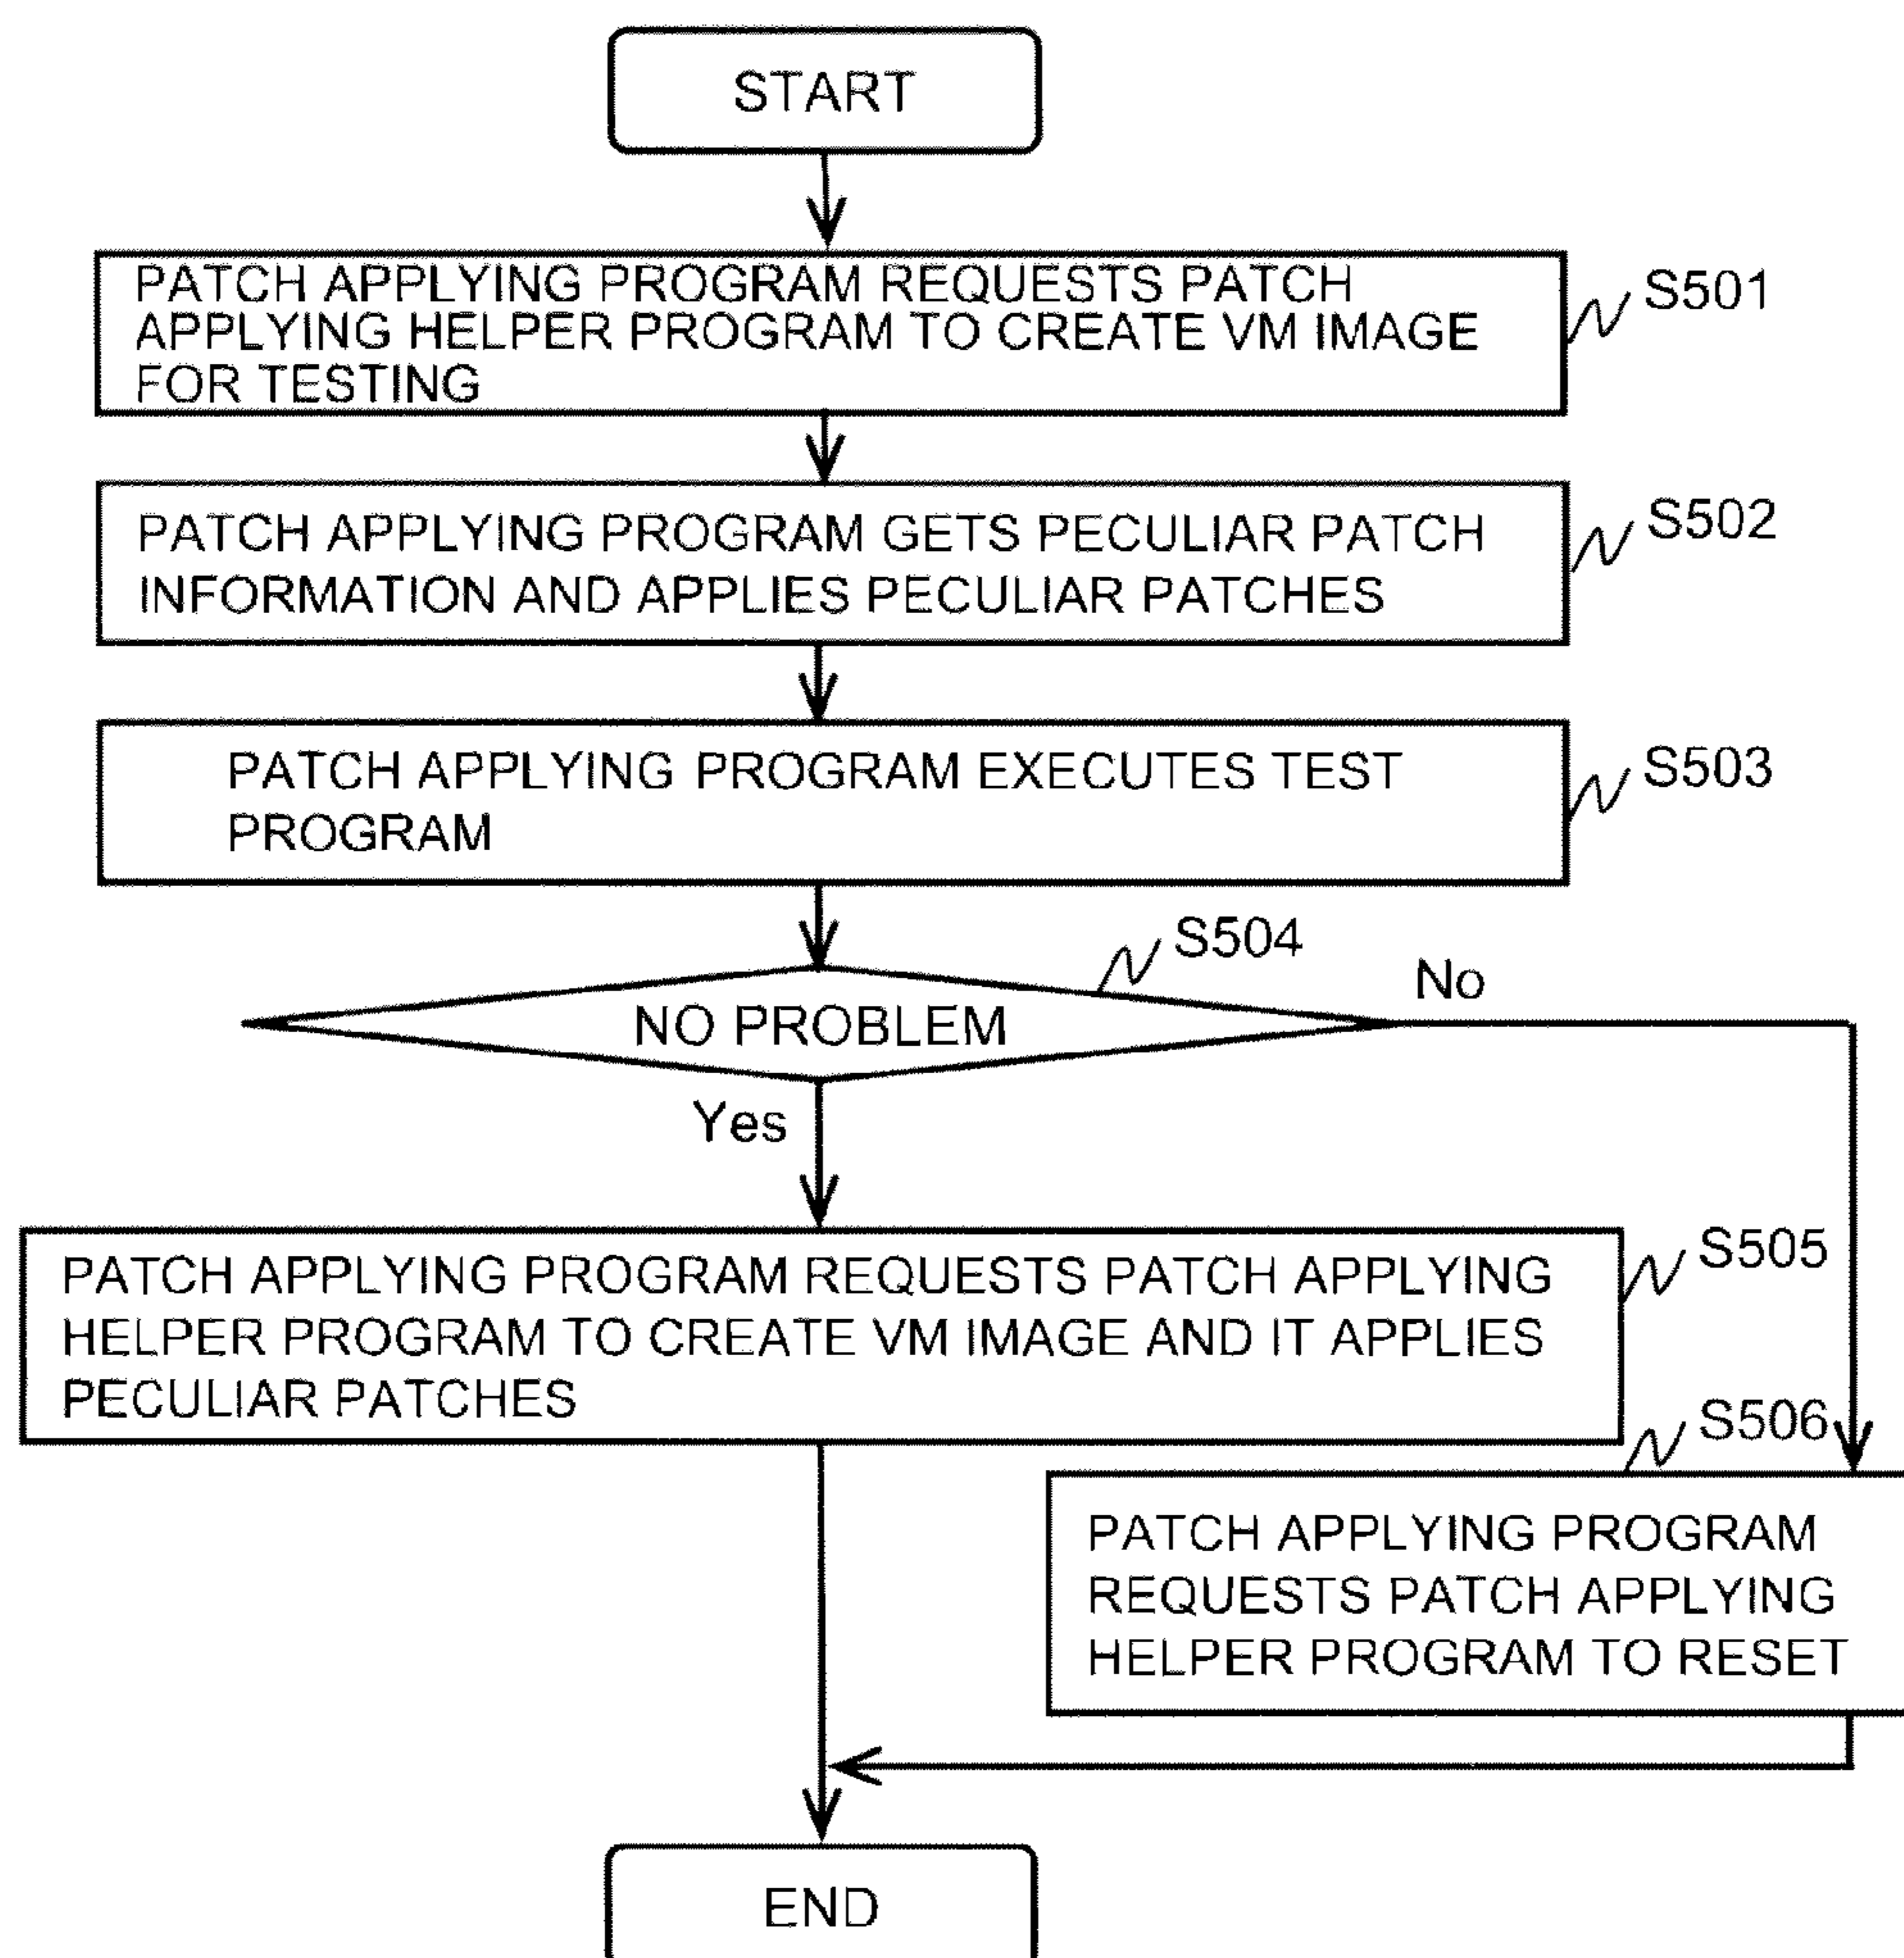 START
PATCH APPLYING PROGRAM REQUESTS PATCH
APPLYING HELPER PROGRAM TO CREATE VM IMAGE
FOR TESTING
S501
PATCH APPLYING PROGRAM GETS PECULIAR PATCH
INFORMATION AND APPLIES PECULIAR PATCHES
S502
PATCH APPLYING PROGRAM EXECUTES TEST
PROGRAM
S503
S504
NO PROBLEM
No
Yes
PATCH APPLYING PROGRAM REQUESTS PATCH APPLYING
HELPER PROGRAM TO CREATE VM IMAGE AND IT APPLIES
PECULIAR PATCHES
S505
S506
PATCH APPLYING PROGRAM
REQUESTS PATCH APPLYING
HELPER PROGRAM TO RESET
END